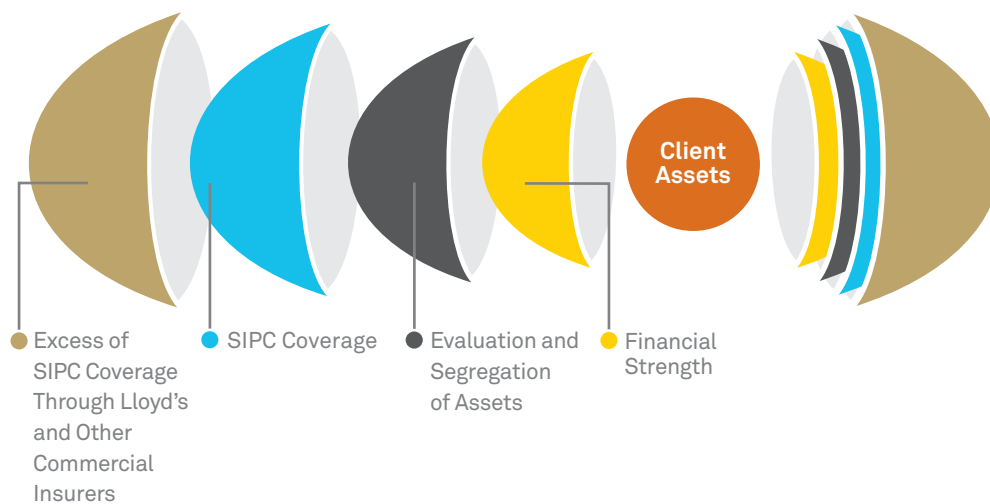 Client
Assets
Excess of
SIPC Coverage
Through Lloyd’s
and Other
Commercial
Insurers
SIPC Coverage
Evaluation and
Segregation
of Assets
Financial
Strength